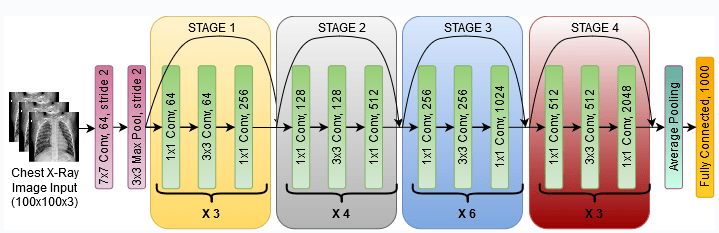 STAGE 1
STAGE 2
STAGE 3
STAGE 4
Chest X-Ray
Image Input
(100x100x3)
7x7 Conv, 64, stride 2
3x3 Max Pool, stride 2
1x1 Conv, 64
3x3 Conv, 64
1x1 Conv, 256
X 3
1x1 Conv, 128
3x3 Conv, 128
1x1 Conv, 512
X 4
1x1 Conv, 256
3x3 Conv, 256
1x1 Conv, 1024
X 6
1x1 Conv, 512
3x3 Conv, 512
1x1 Conv, 2048
X 3
Average Pooling
Fully Connected, 1000